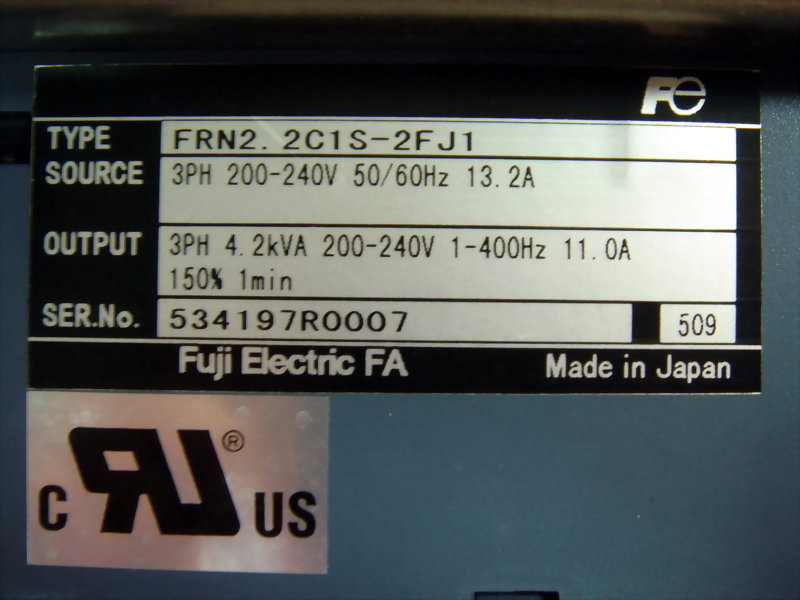 Fe
TYPE FRN2.2C1S-2FJ1
SOURCE 3PH 200-240V 50/60Hz 13.2A
OUTPUT 3PH 4.2kVA 200-240V 1-400Hz 11.0A
150% 1min
SER.No. 534197R0007 509
Fuji Electric FA Made in Japan
C RU ® US